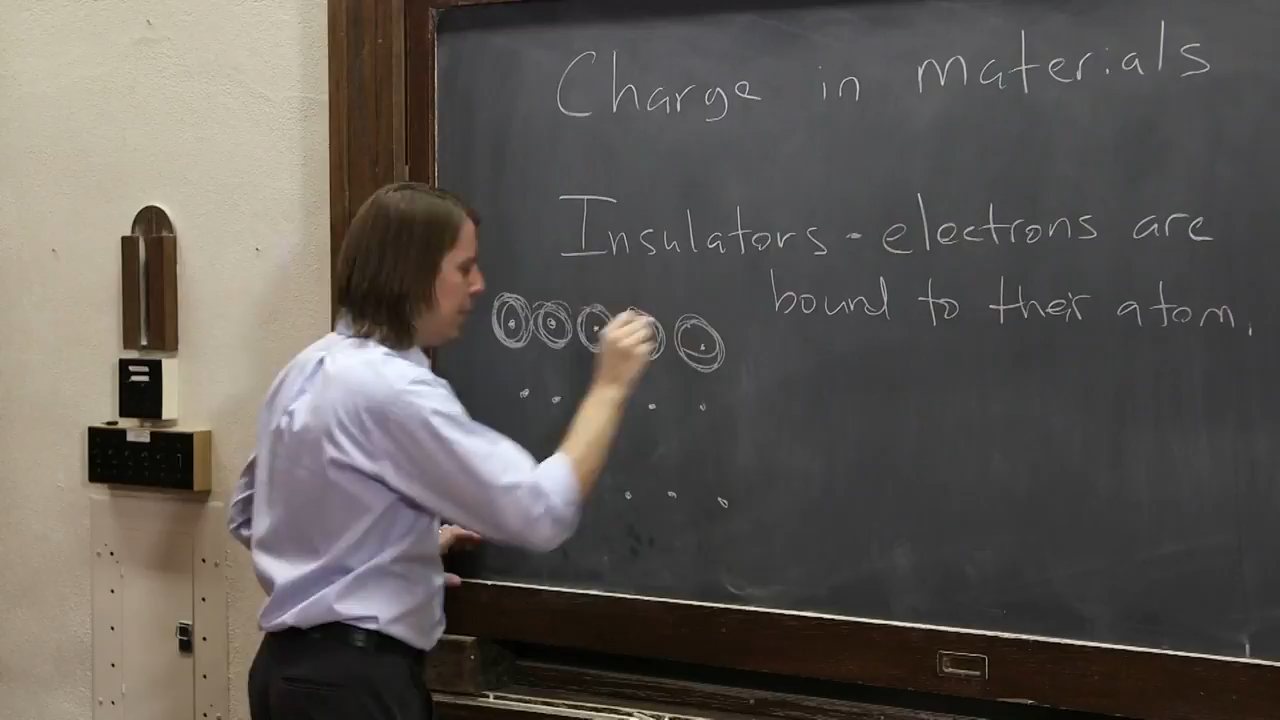 Charge in materials
Insulators - electrons are
bound to their atom.